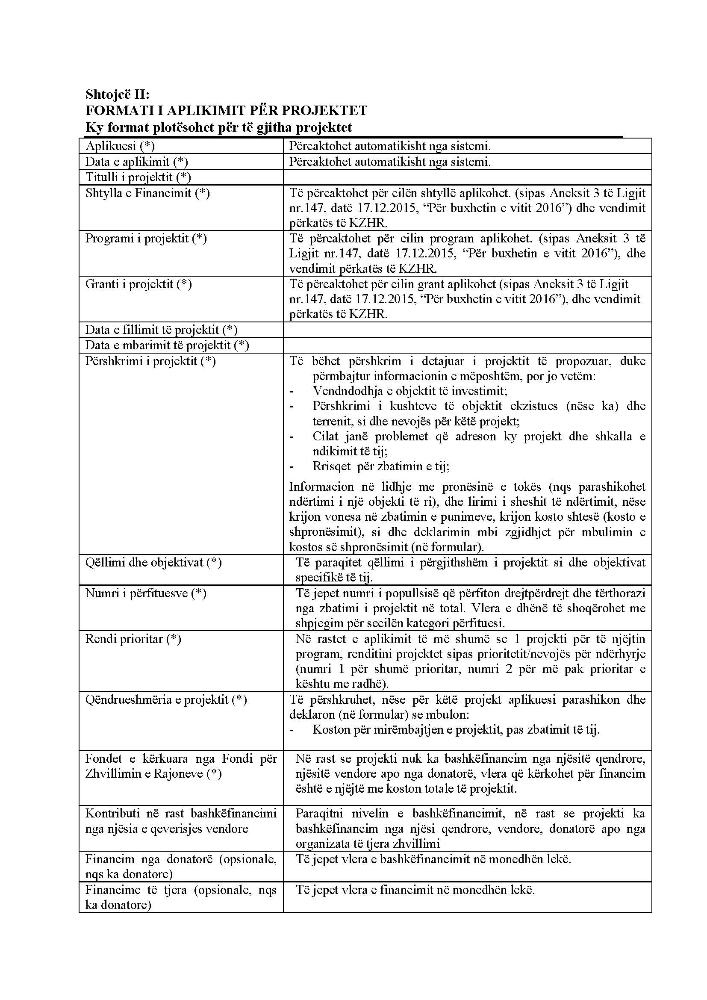 Shtojcë II:
FORMATI I APLIKIMIT PËR PROJEKTET
Ky format plotësohet për të gjitha projektet
Aplikuesi (*)
Përcaktohet automatikisht nga sistemi.
Data e aplikimit (*)
Përcaktohet automatikisht nga sistemi.
Titulli i projektit (*)
Shtylla e Financimit (*)
Të përcaktohet për cilën shtyllë aplikohet. (sipas Aneksit 3 të Ligjit
nr.147, datë 17.12.2015, “Për buxhetin e vitit 2016”) dhe vendimit
përkatës të KZHR.
Programi i projektit (*)
Të përcaktohet për cilin program aplikohet. (sipas Aneksit 3 të
Ligjit nr.147, datë 17.12.2015, “Për buxhetin e vitit 2016”), dhe
vendimit përkatës të KZHR.
Granti i projektit (*)
Të përcaktohet për cilin grant aplikohet (sipas Aneksit 3 të Ligjit
nr.147, datë 17.12.2015, “Për buxhetin e vitit 2016”), dhe vendimit
përkatës të KZHR.
Data e fillimit të projektit (*)
Data e mbarimit të projektit (*)
Përshkrimi i projektit (*)
Të bëhet përshkrim i detajuar i projektit të propozuar, duke
përmbajtur informacionin e mëposhtëm, por jo vetëm:
- Vendndodhja e objektit të investimit;
- Përshkrimi i kushteve të objektit ekzistues (nëse ka) dhe
terrenit, si dhe nevojës për këtë projekt;
- Cilat janë problemet që adreson ky projekt dhe shkalla e
ndikimit të tij;
- Rrisqet për zbatimin e tij;
Informacion në lidhje me pronësinë e tokës (nqs parashikohet
ndërtimi i një objekti të ri), dhe lirimi i sheshit të ndërtimit, nëse
krijon vonesa në zbatimin e punimeve, krijon kosto shtesë (kosto e
shpronësimit), si dhe deklarimin mbi zgjidhjet për mbulimin e
kostos së shpronësimit (në formular).
Qëllimi dhe objektivat (*)
Të paraqitet qëllimi i përgjithshëm i projektit si dhe objektivat
specifikë të tij.
Numri i përfituesve (*)
Të jepet numri i popullsisë që përfiton drejtpërdrejt dhe tërthorazi
nga zbatimi i projektit në total. Vlera e dhënë të shoqërohet me
shpjegim për secilën kategori përfituesi.
Rendi prioritar (*)
Në rastet e aplikimit të më shumë se 1 projekti për të njëjtin
program, renditini projektet sipas prioritetit/nevojës për ndërhyrje
(numri 1 për shumë prioritar, numri 2 për më pak prioritar e
kështu me radhë).
Qëndrueshmëria e projektit (*)
Të përshkruhet, nëse për këtë projekt aplikuesi parashikon dhe
deklaron (në formular) se mbulon:
- Koston për mirëmbajtjen e projektit, pas zbatimit të tij.
Fondet e kërkuara nga Fondi për
Zhvillimin e Rajoneve (*)
Në rast se projekti nuk ka bashkëfinancim nga njësitë qendrore,
njësitë vendore apo nga donatorë, vlera që kërkohet për financim
është e njëjtë me koston totale të projektit.
Kontributi në rast bashkëfinancimi
nga njësia e qeverisjes vendore
Paraqitni nivelin e bashkëfinancimit, në rast se projekti ka
bashkëfinancim nga njësi qendrore, vendore, donatorë apo nga
organizata të tjera zhvillimi
Financim nga donatorë (opsionale,
nqs ka donatore)
Të jepet vlera e bashkëfinancimit në monedhën lekë.
Financime të tjera (opsionale, nqs
ka donatore)
Të jepet vlera e financimit në monedhën lekë.